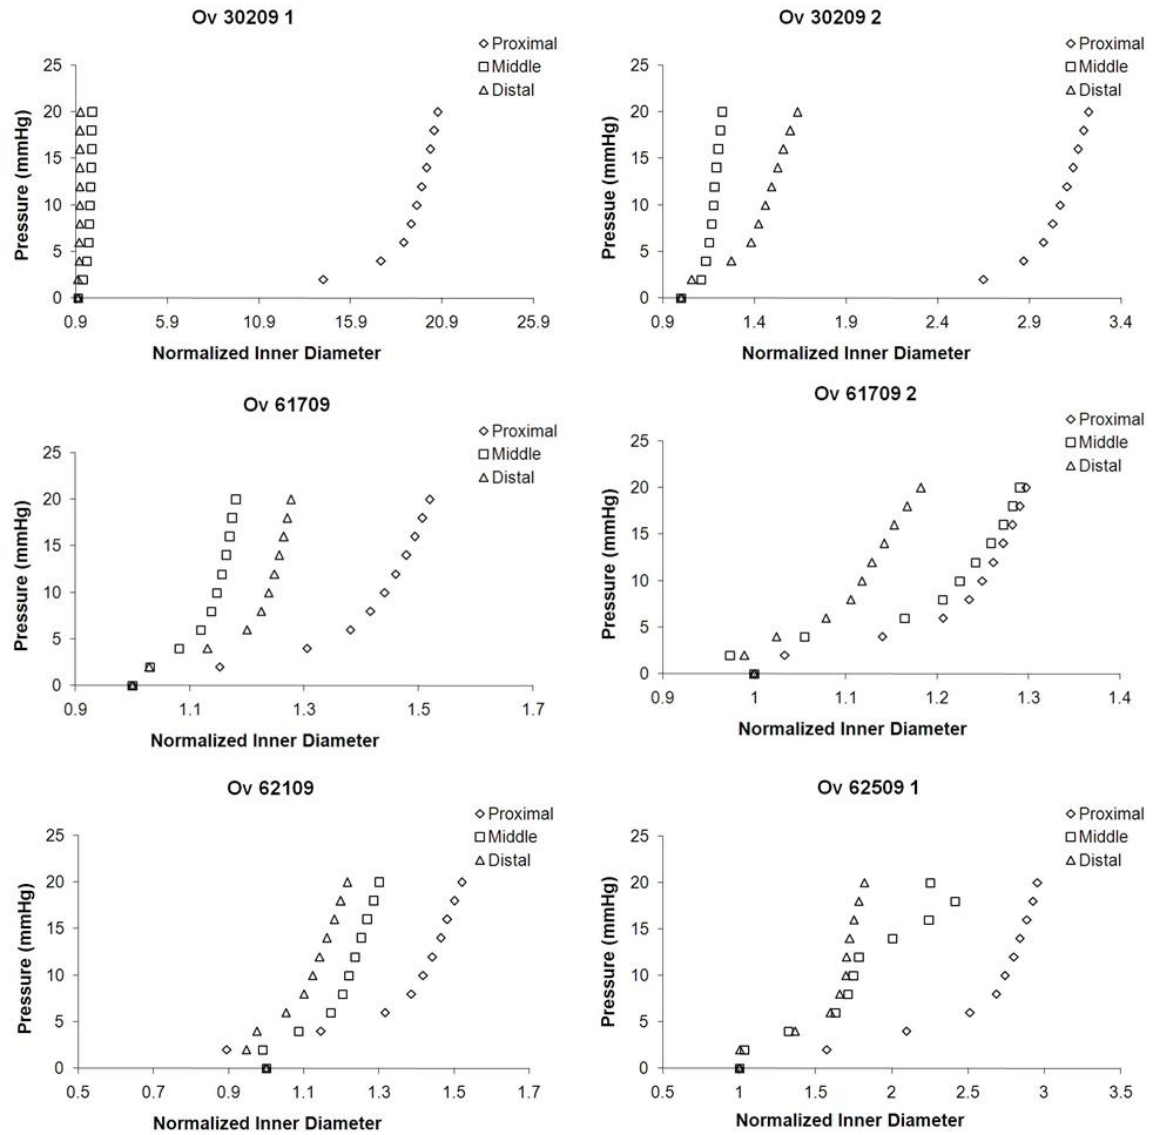 Ov 30209 1
Proximal
Middle
Distal
Pressure (mmHg)
25
20
15
10
5
0
0.9 5.9 10.9 15.9 20.9 25.9
Normalized Inner Diameter
Ov 30209 2
Proximal
Middle
Distal
Pressue (mmHg)
25
20
15
10
5
0
0.9 1.4 1.9 2.4 2.9 3.4
Normalized Inner Diameter
Ov 61709
Proximal
Middle
Distal
Pressure (mmHg)
25
20
15
10
5
0
0.9 1.1 1.3 1.5 1.7
Normalized Inner Diameter
Ov 61709 2
Proximal
Middle
Distal
Pressure (mmHg)
25
20
15
10
5
0
0.9 1 1.1 1.2 1.3 1.4
Normalized Inner Diameter
Ov 62109
Proximal
Middle
Distal
Pressure (mmHg)
25
20
15
10
5
0
0.5 0.7 0.9 1.1 1.3 1.5 1.7
Normalized Inner Diameter
Ov 62509 1
Proximal
Middle
Distal
Pressure (mmHg)
25
20
15
10
5
0
0.5 1 1.5 2 2.5 3 3.5
Normalized Inner Diameter